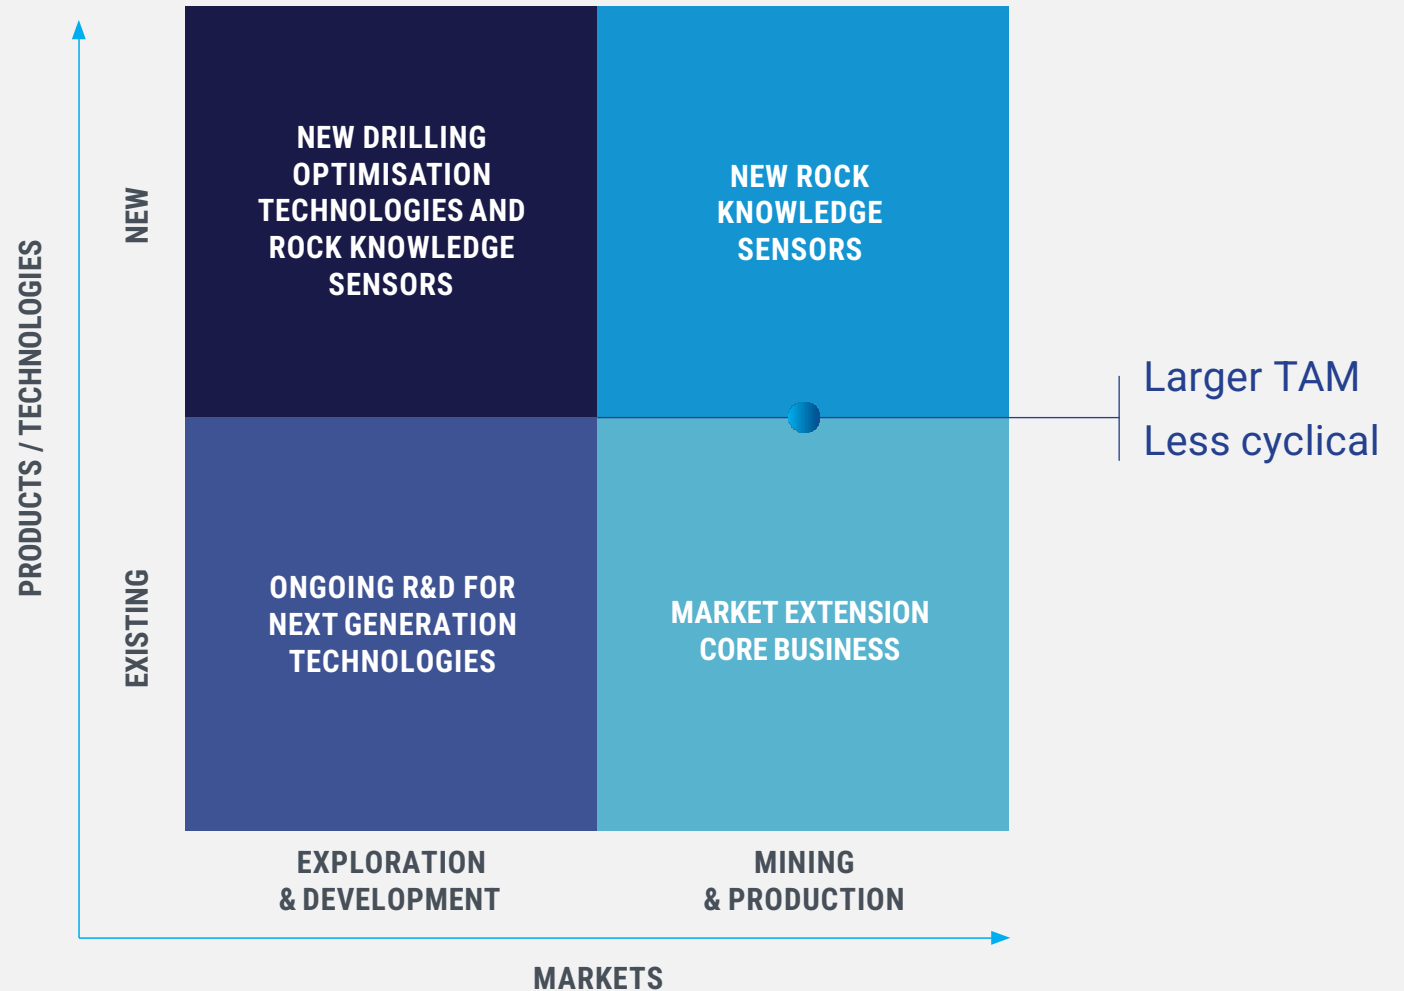 PRODUCTS / TECHNOLOGIES
NEW
NEW DRILLING
OPTIMISATION
TECHNOLOGIES AND
ROCK KNOWLEDGE
SENSORS
NEW ROCK
KNOWLEDGE
SENSORS
Larger TAM
Less cyclical
EXISTING
ONGOING R&D FOR
NEXT GENERATION
TECHNOLOGIES
MARKET EXTENSION
CORE BUSINESS
EXPLORATION
& DEVELOPMENT
MINING
& PRODUCTION
MARKETS